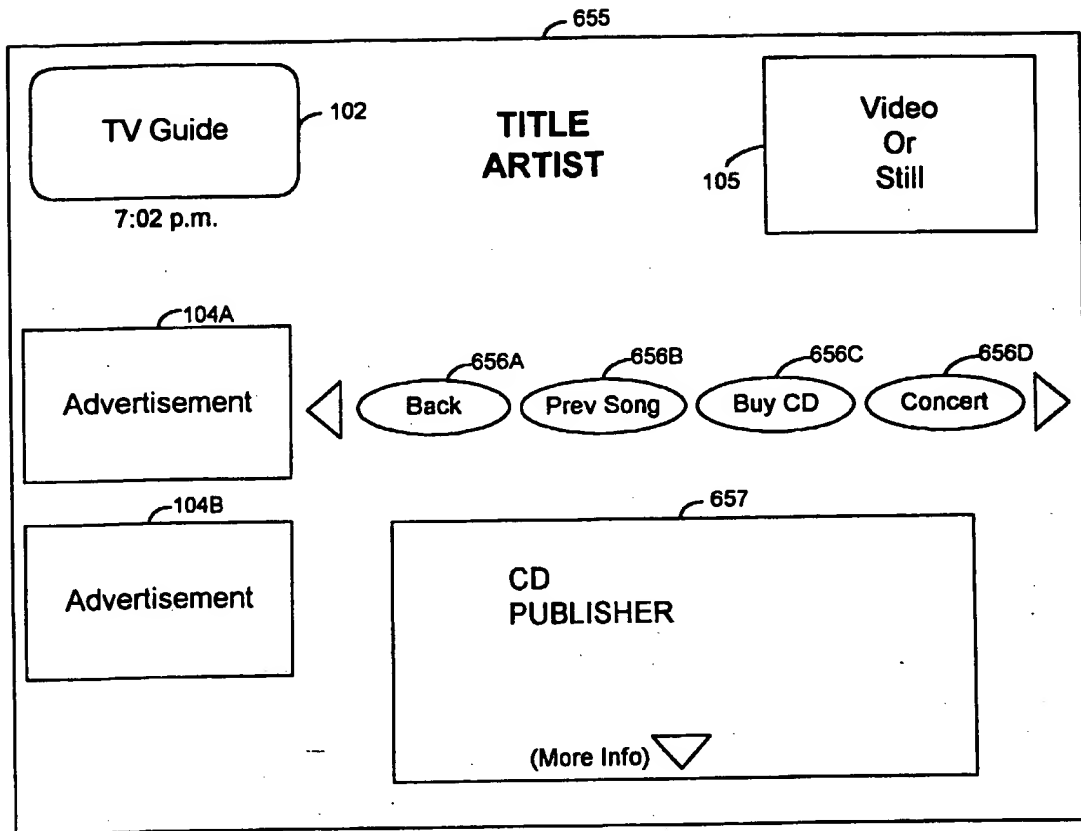 655
TV Guide
102
7:02 p.m.
TITLE
ARTIST
105
Video
Or
Still
104A
Advertisement
656A
656B
656C
656D
Back
Prev Song
Buy CD
Concert
104B
Advertisement
657
CD
PUBLISHER
(More Info)